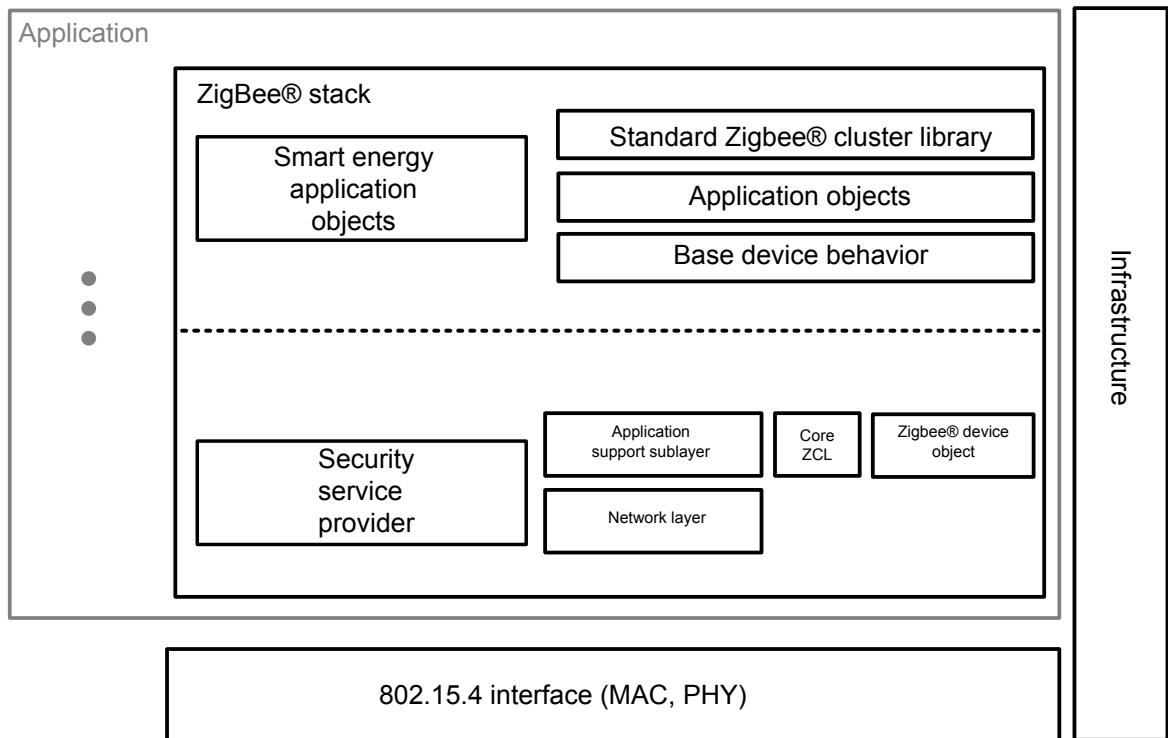 Application
ZigBee® stack
Smart energy
application
objects
Standard Zigbee® cluster library
Application objects
Base device behavior
Infrastructure
Security
service
provider
Application
support sublayer
Core
ZCL
Zigbee® device
object
Network layer
802.15.4 interface (MAC, PHY)